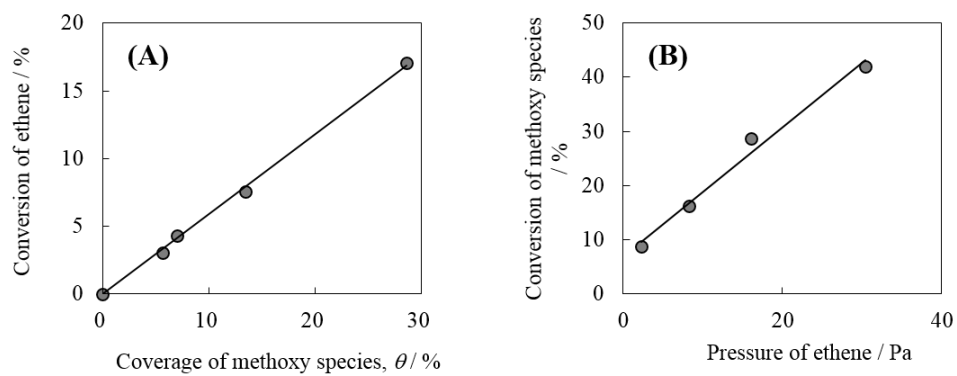 (A)
Conversion of ethene / %
20
15
10
5
0
0 10 20 30
Coverage of methoxy species, θ / %
(B)
Conversion of methoxy species
/ %
50
40
30
20
10
0
0 20 40
Pressure of ethene / Pa